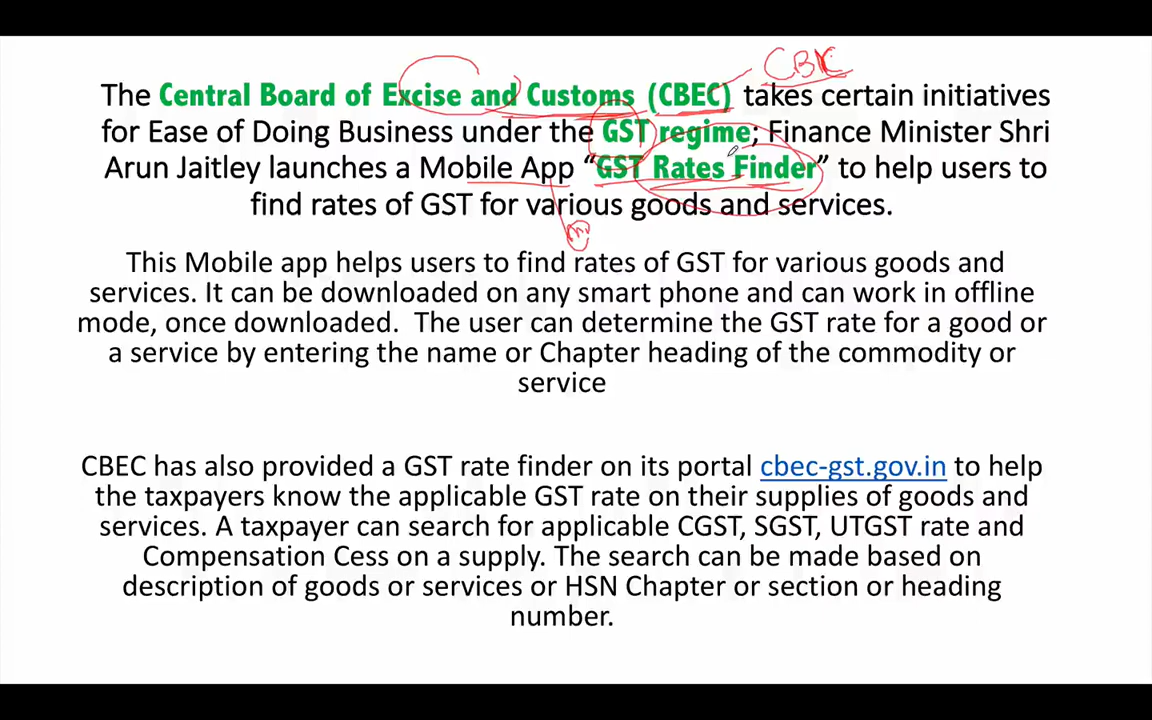 CBIC
The Central Board of Excise and Customs (CBEC) takes certain initiatives
for Ease of Doing Business under the GST regime; Finance Minister Shri
Arun Jaitley launches a Mobile App “GST Rates Finder” to help users to
find rates of GST for various goods and services.
This Mobile app helps users to find rates of GST for various goods and
services. It can be downloaded on any smart phone and can work in offline
mode, once downloaded.  The user can determine the GST rate for a good or
a service by entering the name or Chapter heading of the commodity or
service
CBEC has also provided a GST rate finder on its portal cbec-gst.gov.in to help
the taxpayers know the applicable GST rate on their supplies of goods and
services. A taxpayer can search for applicable CGST, SGST, UTGST rate and
Compensation Cess on a supply. The search can be made based on
description of goods or services or HSN Chapter or section or heading
number.